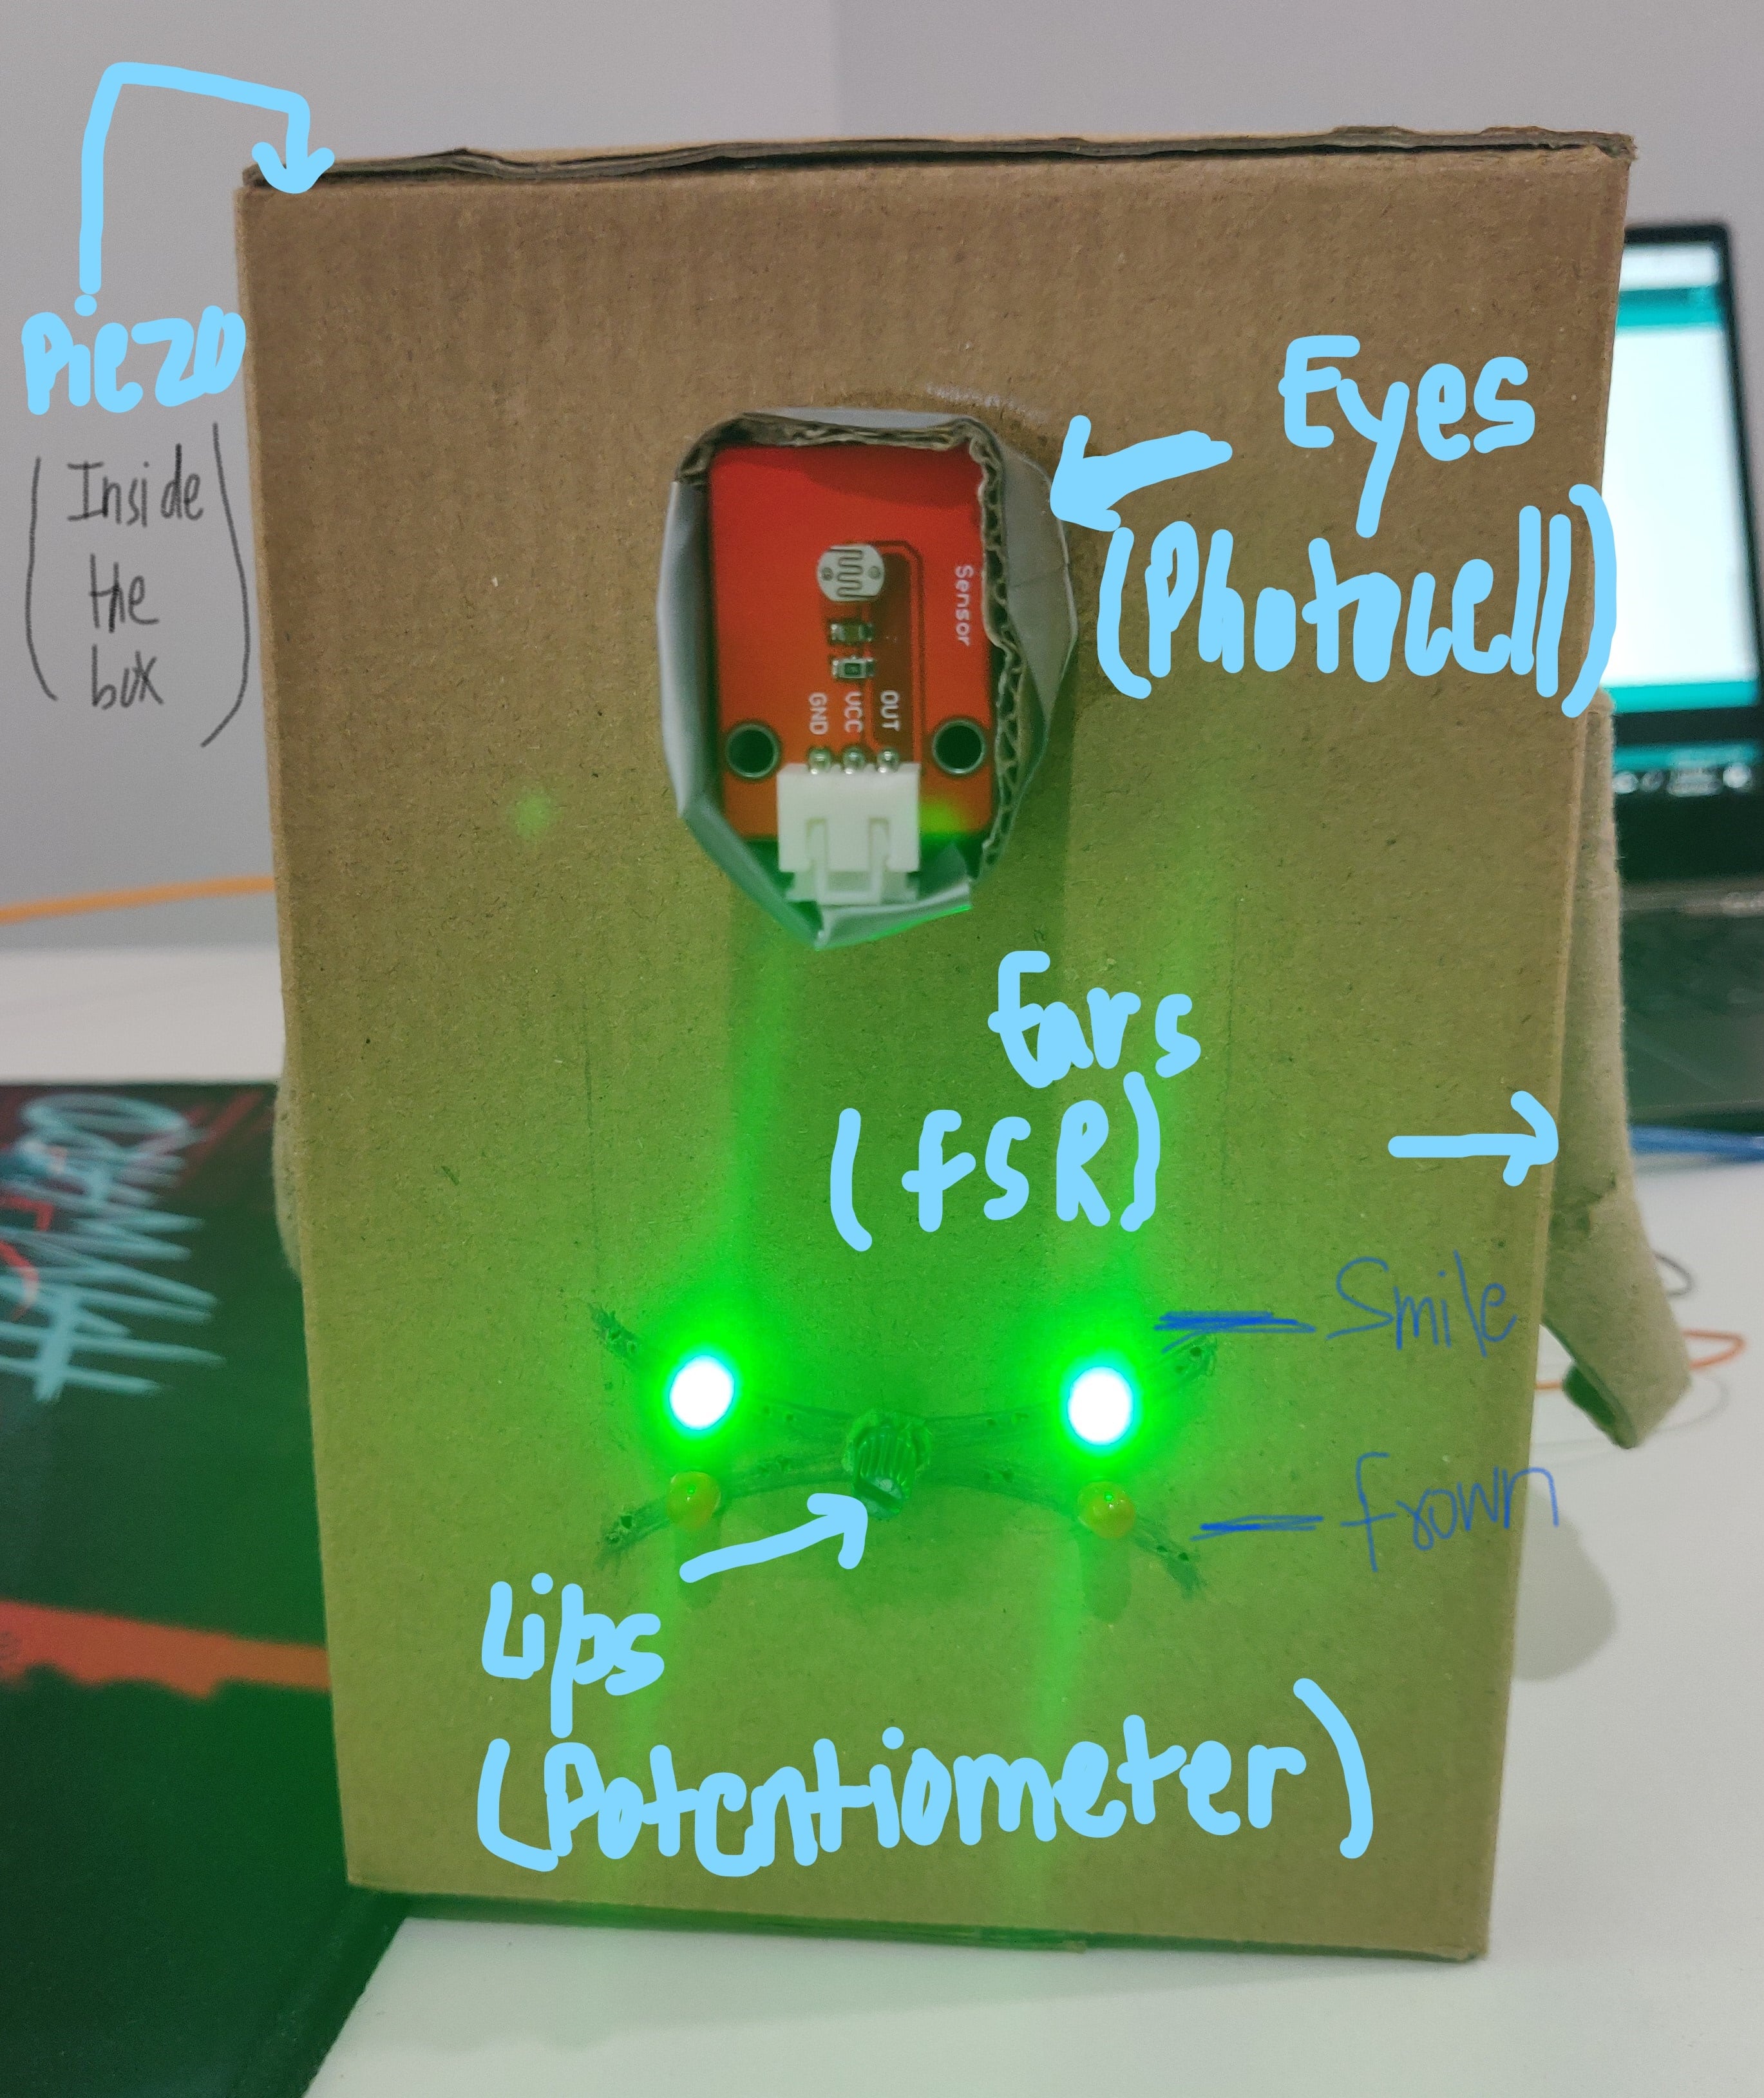 Piezo
(Inside
the
box)
Eyes
(Photocell)
Sensor
GND
VCC
OUT
Ears
(FSR)
Smile
frown
Lips
(Potentiometer)